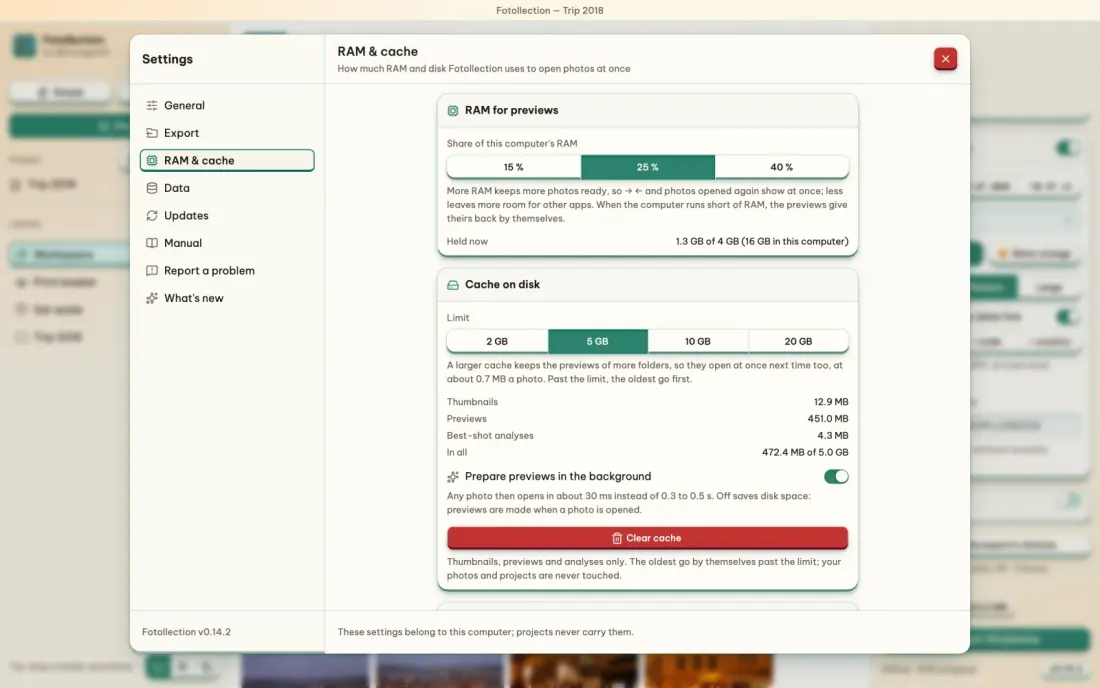 Fotollection — Trip 2018
Settings
General
Export
RAM & cache
Data
Updates
Manual
Report a problem
What's new
Fotollection v0.14.2
RAM & cache
How much RAM and disk Fotollection uses to open photos at once
RAM for previews
Share of this computer's RAM
15 % 25 % 40 %
More RAM keeps more photos ready, so → ← and photos opened again show at once; less
leaves more room for other apps. When the computer runs short of RAM, the previews give
theirs back by themselves.
Held now 1.3 GB of 4 GB (16 GB in this computer)
Cache on disk
Limit
2 GB 5 GB 10 GB 20 GB
A larger cache keeps the previews of more folders, so they open at once next time too, at
about 0.7 MB a photo. Past the limit, the oldest go first.
Thumbnails 12.9 MB
Previews 451.0 MB
Best-shot analyses 4.3 MB
In all 472.4 MB of 5.0 GB
Prepare previews in the background
Any photo then opens in about 30 ms instead of 0.3 to 0.5 s. Off saves disk space:
previews are made when a photo is opened.
Clear cache
Thumbnails, previews and analyses only. The oldest go by themselves past the limit; your
photos and projects are never touched.
These settings belong to this computer; projects never carry them.